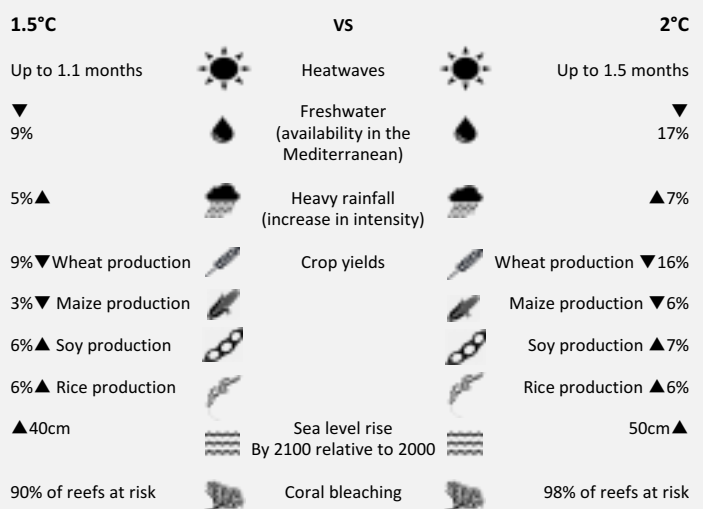 1.5°C VS 2°C
Up to 1.1 months Heatwaves Up to 1.5 months
▼ Freshwater ▼
9% (availability in the 17%
Mediterranean)
5%▲ Heavy rainfall ▲7%
(increase in intensity)
9%▼Wheat production Crop yields Wheat production ▼16%
3%▼ Maize production Maize production ▼6%
6%▲ Soy production Soy production ▲7%
6%▲ Rice production Rice production ▲6%
▲40cm Sea level rise 50cm▲
By 2100 relative to 2000
90% of reefs at risk Coral bleaching 98% of reefs at risk